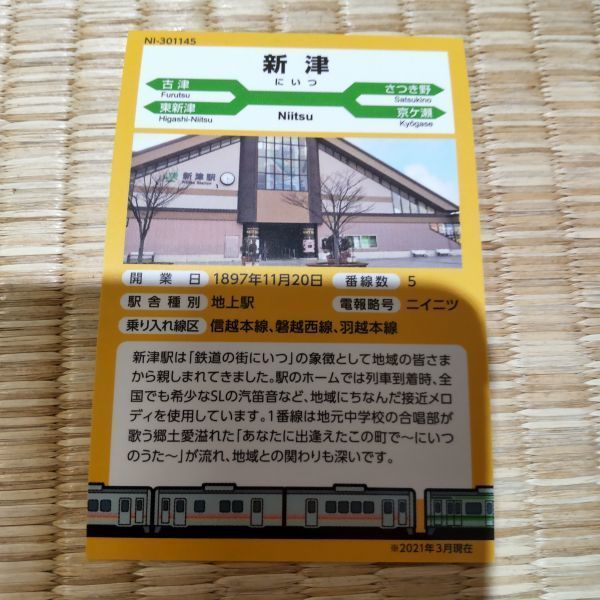 NI-301145
新津
にいつ
古津
Furutsu
さつき野
Satsukino
東新津
Higashi-Niitsu
Niitsu
京ケ瀬
Kyōgase
新津駅
Niitsu Station
開業日 1897年11月20日 番線数 5
駅舎種別 地上駅 電報略号 ニイニツ
乗り入れ線区 信越本線、磐越西線、羽越本線
新津駅は「鉄道の街にいつ」の象徴として地域の皆さま
から親しまれてきました。駅のホームでは列車到着時、全
国でも希少なSLの汽笛音など、地域にちなんだ接近メロ
ディを使用しています。1番線は地元中学校の合唱部が
歌う郷土愛溢れた「あなたに出逢えたこの町で〜にいつ
のうた〜」が流れ、地域との関わりも深いです。
※2021年3月現在